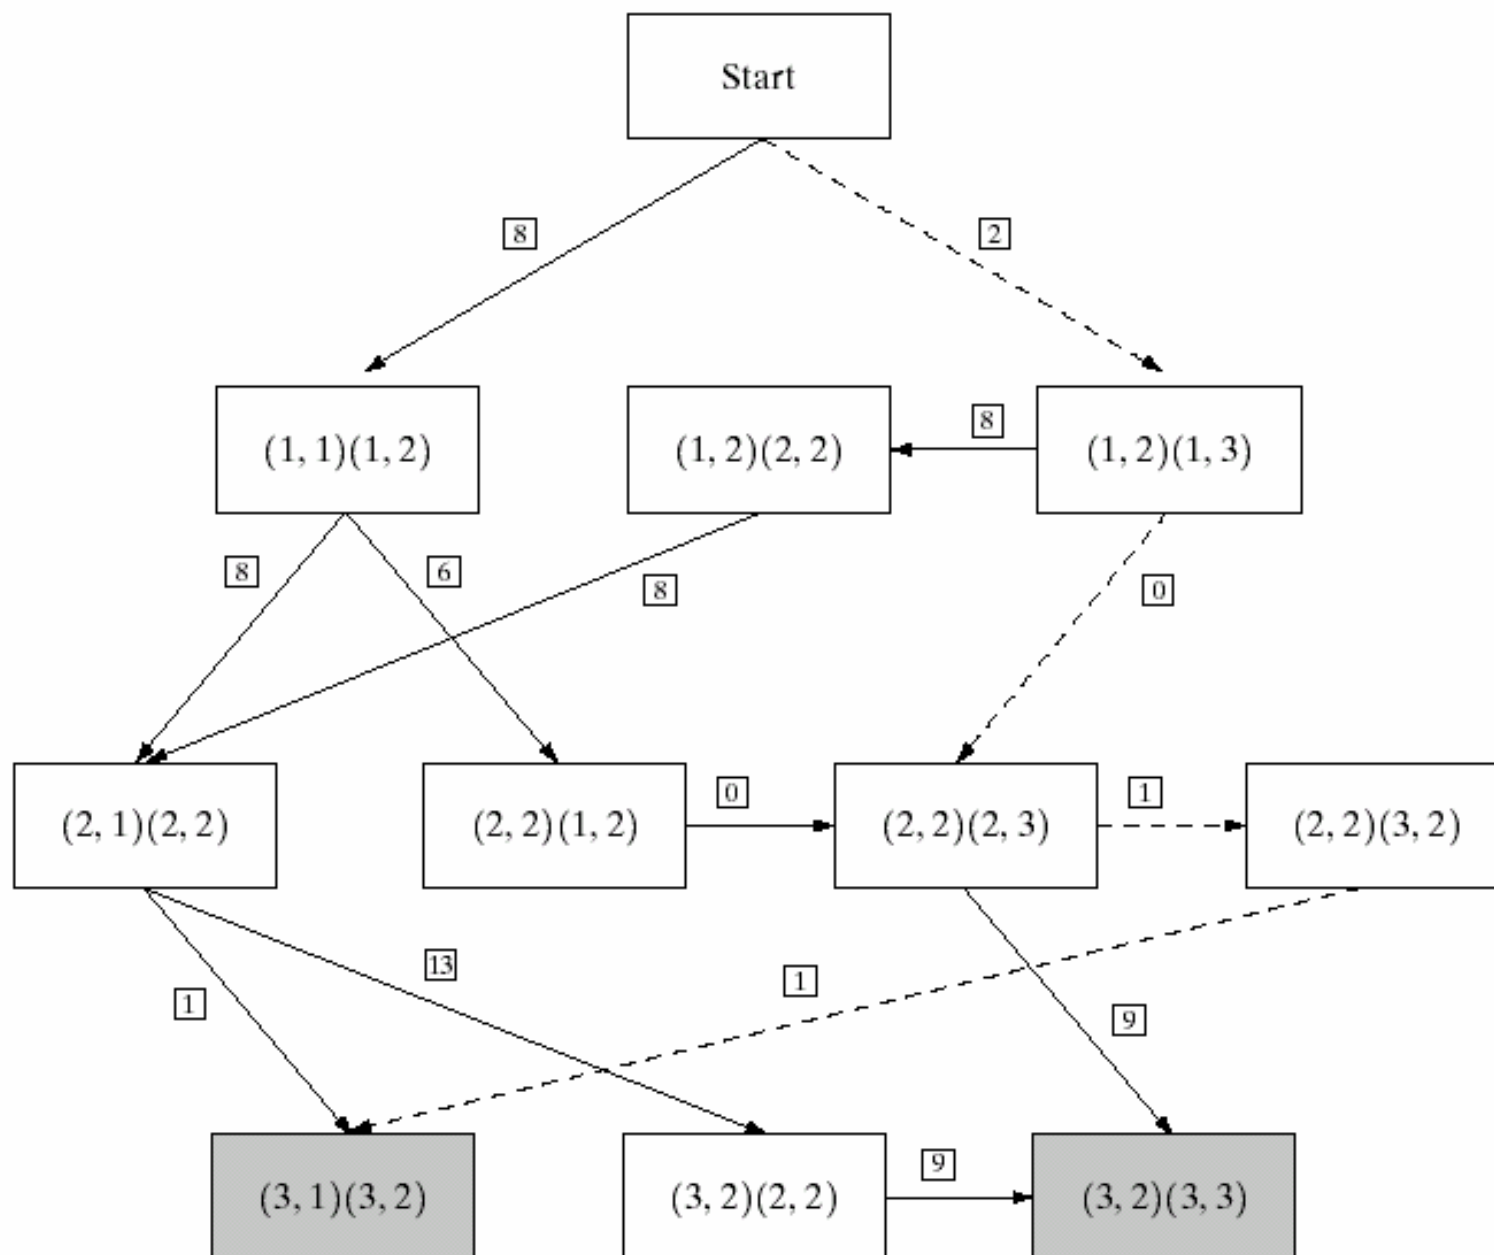 Start
8
2
8
(1, 1)(1, 2)
(1, 2)(2, 2)
(1, 2)(1, 3)
8
6
8
0
0
1
(2, 1)(2, 2)
(2, 2)(1, 2)
(2, 2)(2, 3)
(2, 2)(3, 2)
13
1
1
9
9
(3, 1)(3, 2)
(3, 2)(2, 2)
(3, 2)(3, 3)